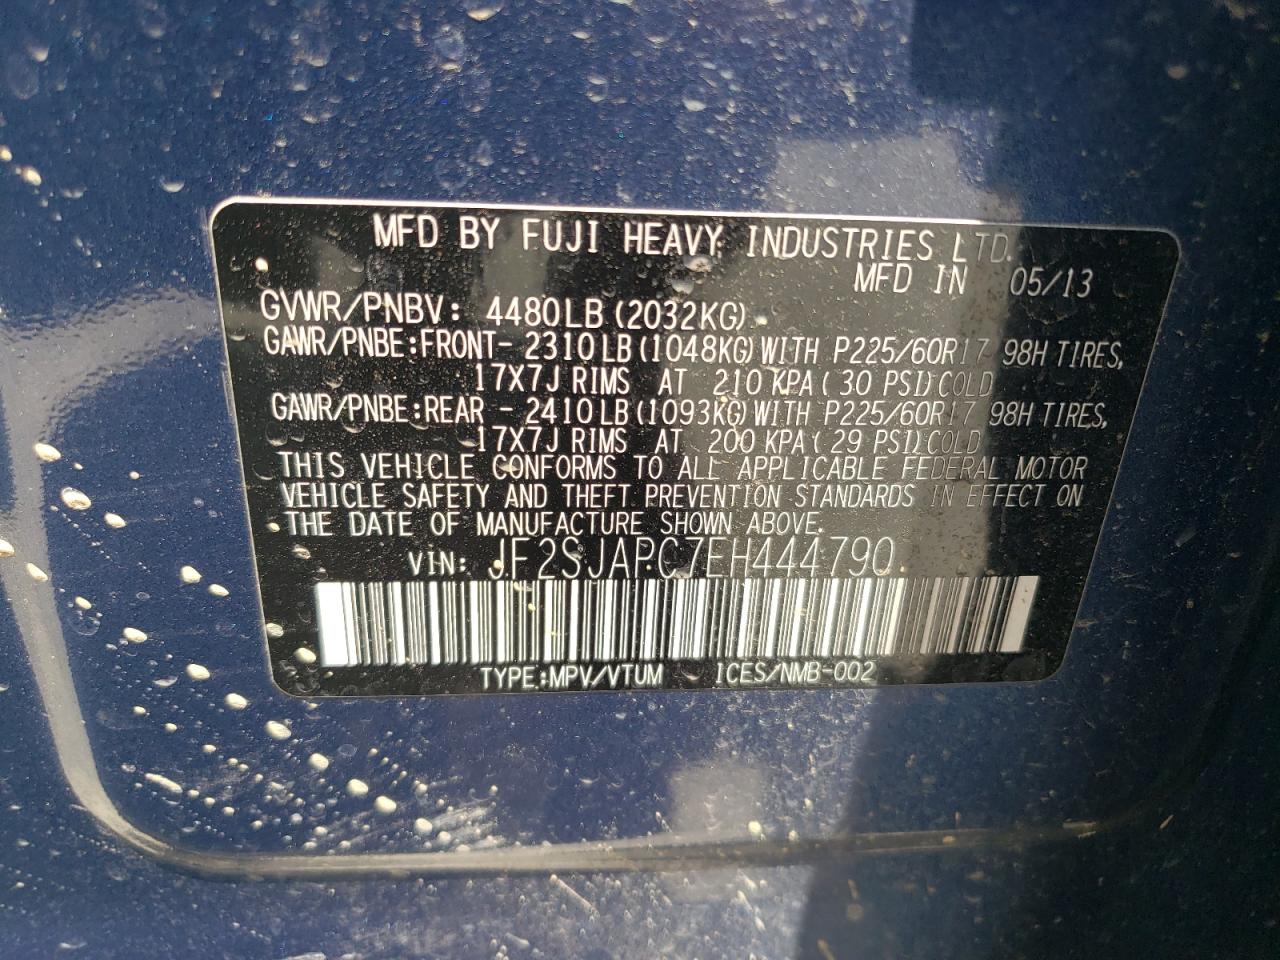 MFD BY FUJI HEAVY INDUSTRIES LTD.
MFD IN 05/13
GVWR/PNBV: 4480LB(2032KG)
GAWR/PNBE:FRONT- 2310LB(1048KG)WITH P225/60R17 98H TIRES,
17X7J RIMS AT 210 KPA(30 PSI)COLD
GAWR/PNBE:REAR - 2410LB(1093KG)WITH P225/60R17 98H TIRES,
17X7J RIMS AT 200 KPA(29 PSI)COLD
THIS VEHICLE CONFORMS TO ALL APPLICABLE FEDERAL MOTOR
VEHICLE SAFETY AND THEFT PREVENTION STANDARDS IN EFFECT ON
THE DATE OF MANUFACTURE SHOWN ABOVE.
VIN: JF2SJAPC7EH444790
TYPE:MPV/VTUM ICES/NMB-002